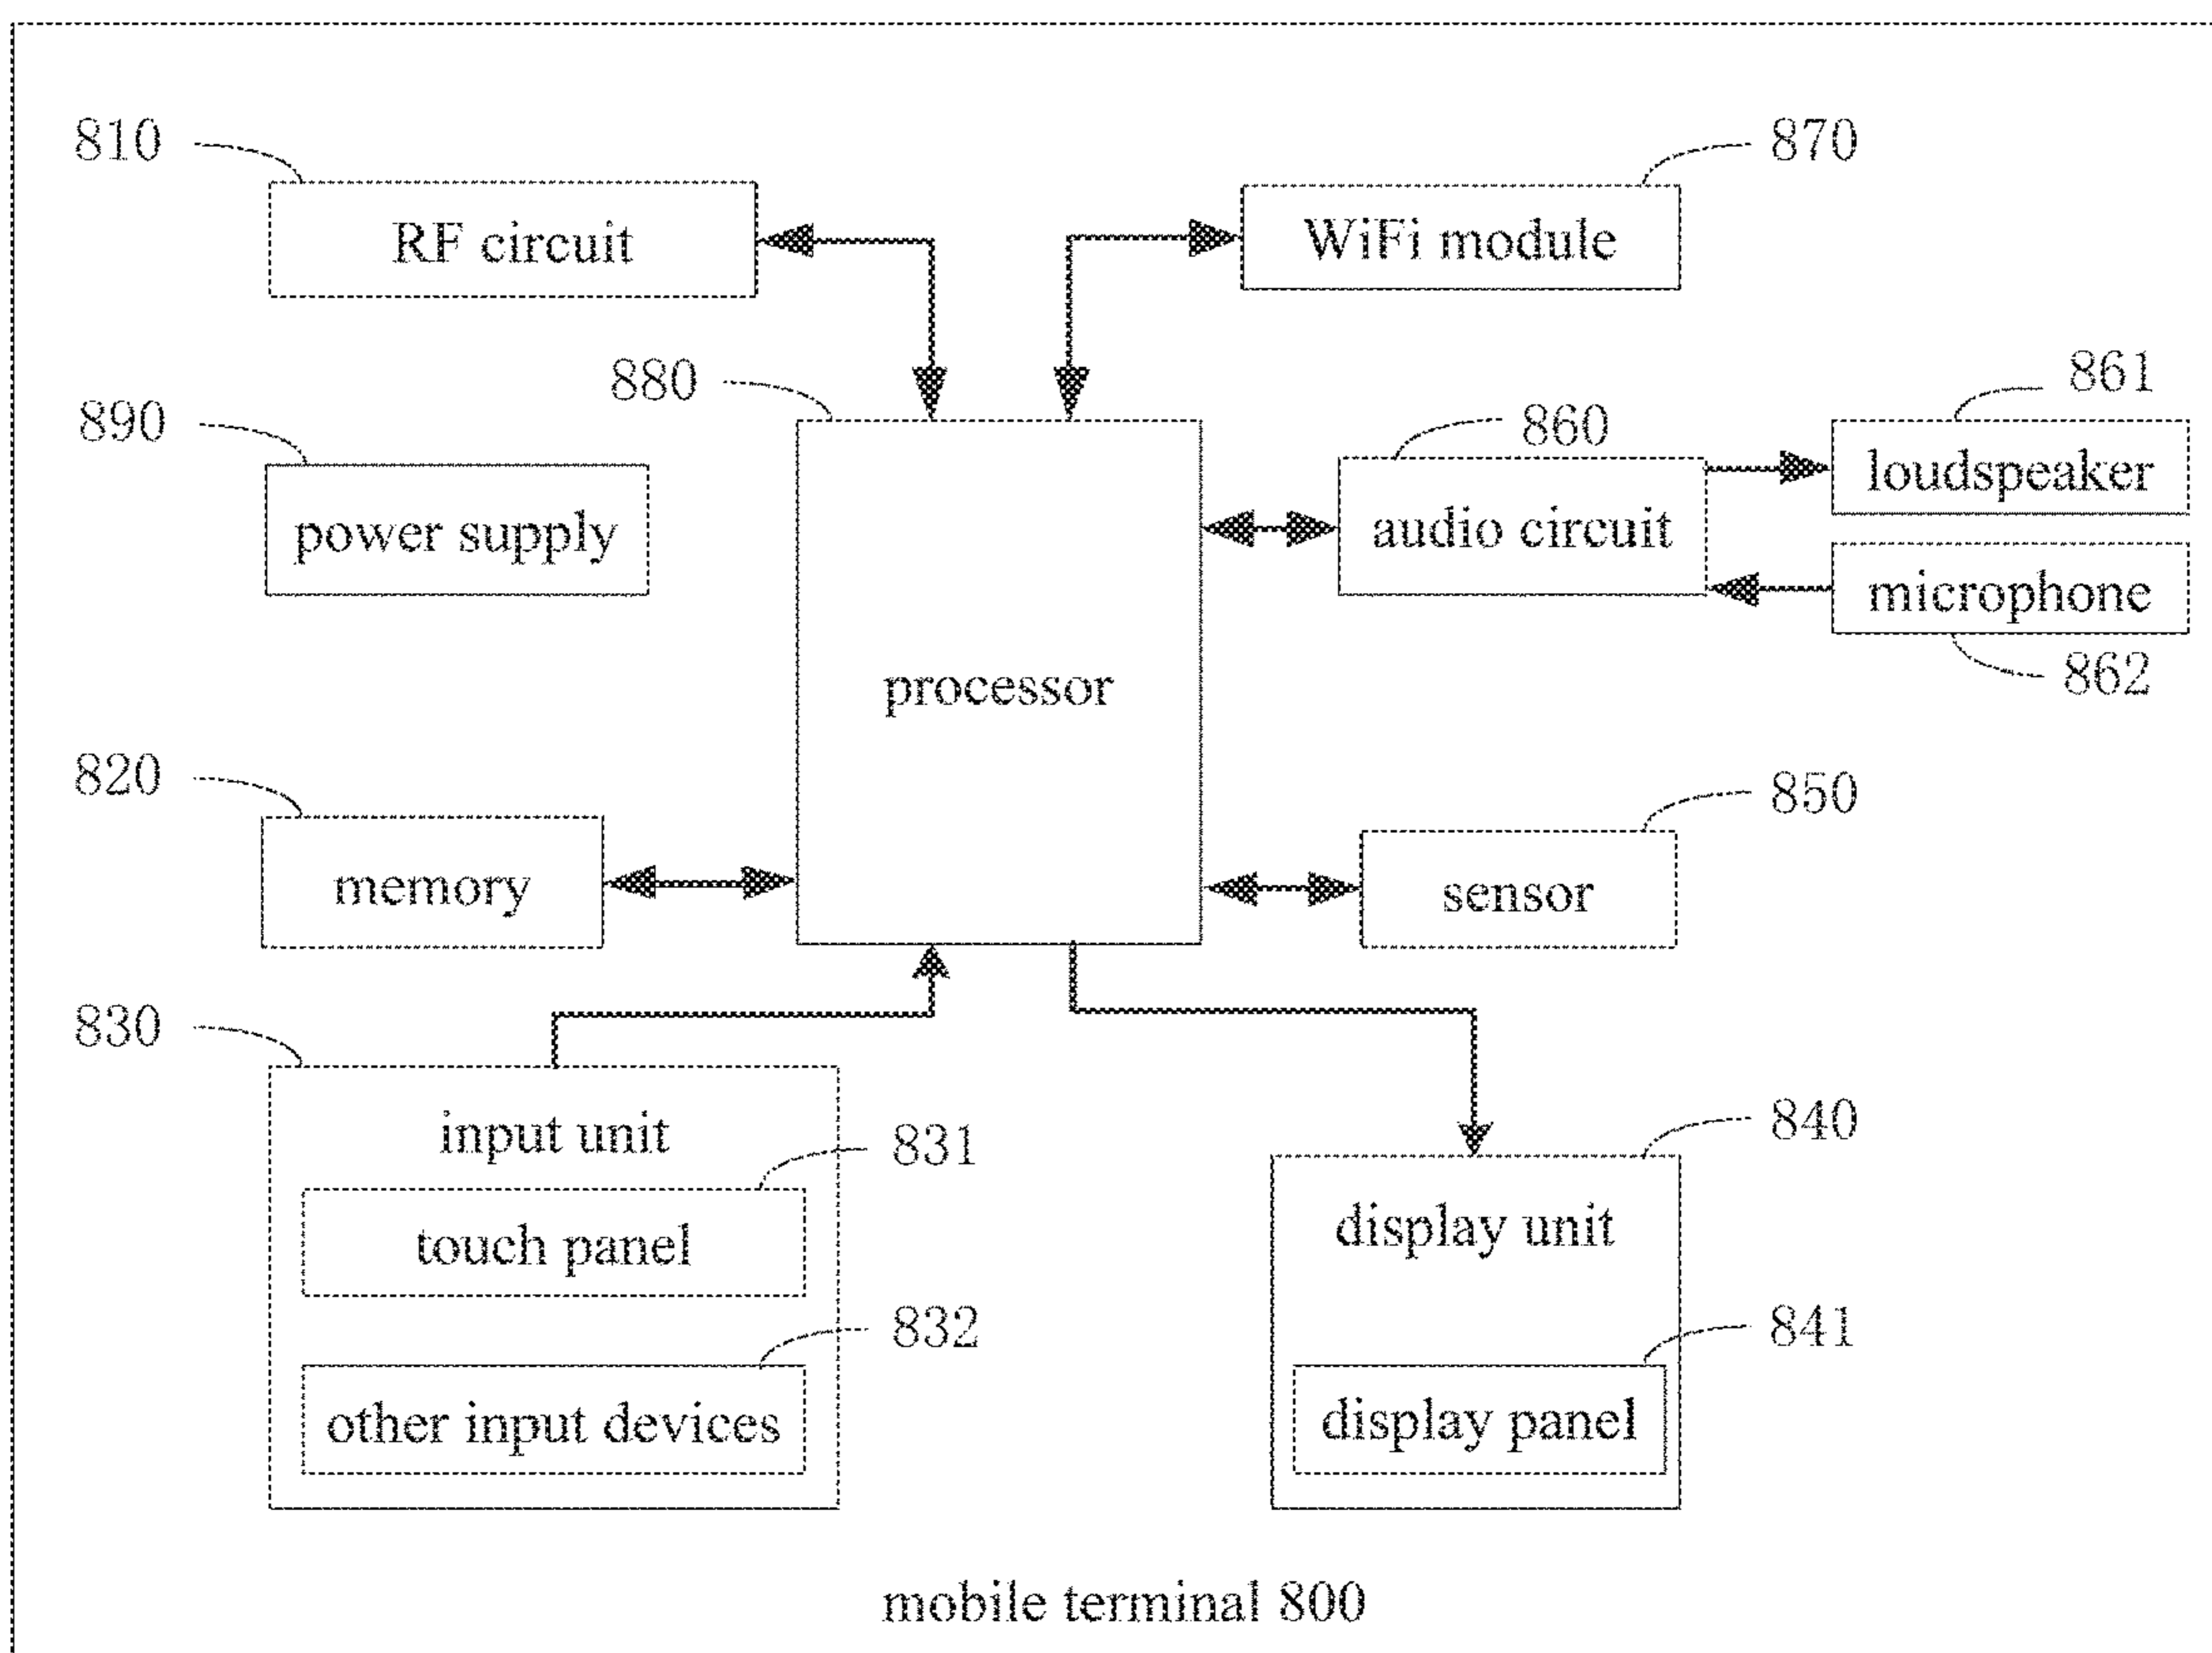 810
870
RF circuit
WiFi module
880
861
890
860
loudspeaker
power supply
audio circuit
microphone
862
processor
820
850
memory
sensor
830
input unit
831
840
touch panel
display unit
832
841
other input devices
display panel
mobile terminal 800